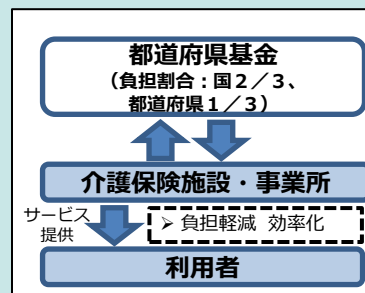 都道府県基金
（負担割合：国２／３、
都道府県１／３）
介護保険施設・事業所
サービス
提供
➢ 負担軽減 効率化
利用者